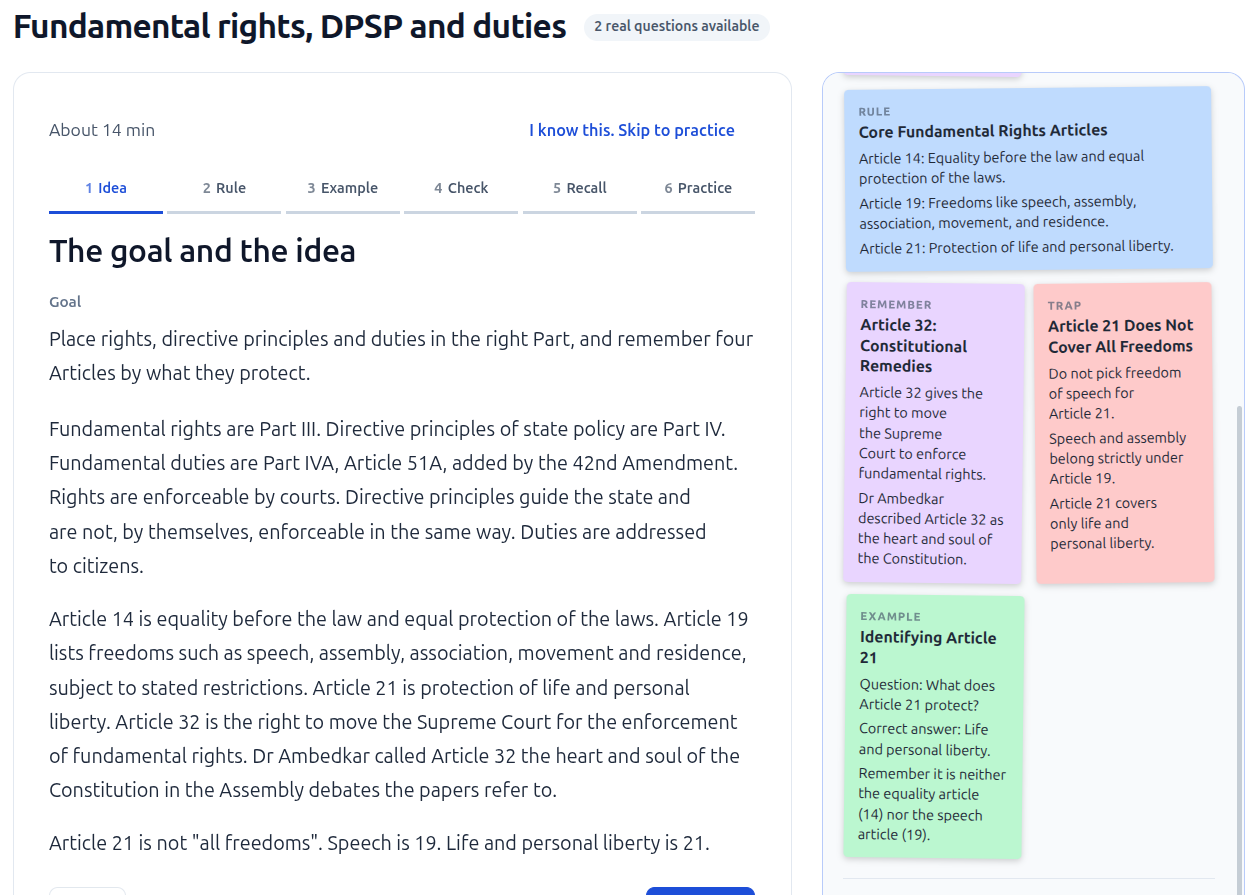 Fundamental rights, DPSP and duties
2 real questions available
About 14 min
I know this. Skip to practice
1 Idea
2 Rule
3 Example
4 Check
5 Recall
6 Practice
The goal and the idea
Goal
Place rights, directive principles and duties in the right Part, and remember four
Articles by what they protect.
Fundamental rights are Part III. Directive principles of state policy are Part IV.
Fundamental duties are Part IVA, Article 51A, added by the 42nd Amendment.
Rights are enforceable by courts. Directive principles guide the state and
are not, by themselves, enforceable in the same way. Duties are addressed
to citizens.
Article 14 is equality before the law and equal protection of the laws. Article 19
lists freedoms such as speech, assembly, association, movement and residence,
subject to stated restrictions. Article 21 is protection of life and personal
liberty. Article 32 is the right to move the Supreme Court for the enforcement
of fundamental rights. Dr Ambedkar called Article 32 the heart and soul of the
Constitution in the Assembly debates the papers refer to.
Article 21 is not "all freedoms". Speech is 19. Life and personal liberty is 21.
RULE
Core Fundamental Rights Articles
Article 14: Equality before the law and equal
protection of the laws.
Article 19: Freedoms like speech, assembly,
association, movement, and residence.
Article 21: Protection of life and personal liberty.
REMEMBER
Article 32:
Constitutional
Remedies
Article 32 gives the
right to move
the Supreme
Court to enforce
fundamental rights.
Dr Ambedkar
described Article 32 as
the heart and soul of
the Constitution.
TRAP
Article 21 Does Not
Cover All Freedoms
Do not pick freedom
of speech for
Article 21.
Speech and assembly
belong strictly under
Article 19.
Article 21 covers
only life and
personal liberty.
EXAMPLE
Identifying Article
21
Question: What does
Article 21 protect?
Correct answer: Life
and personal liberty.
Remember it is neither
the equality article
(14) nor the speech
article (19).